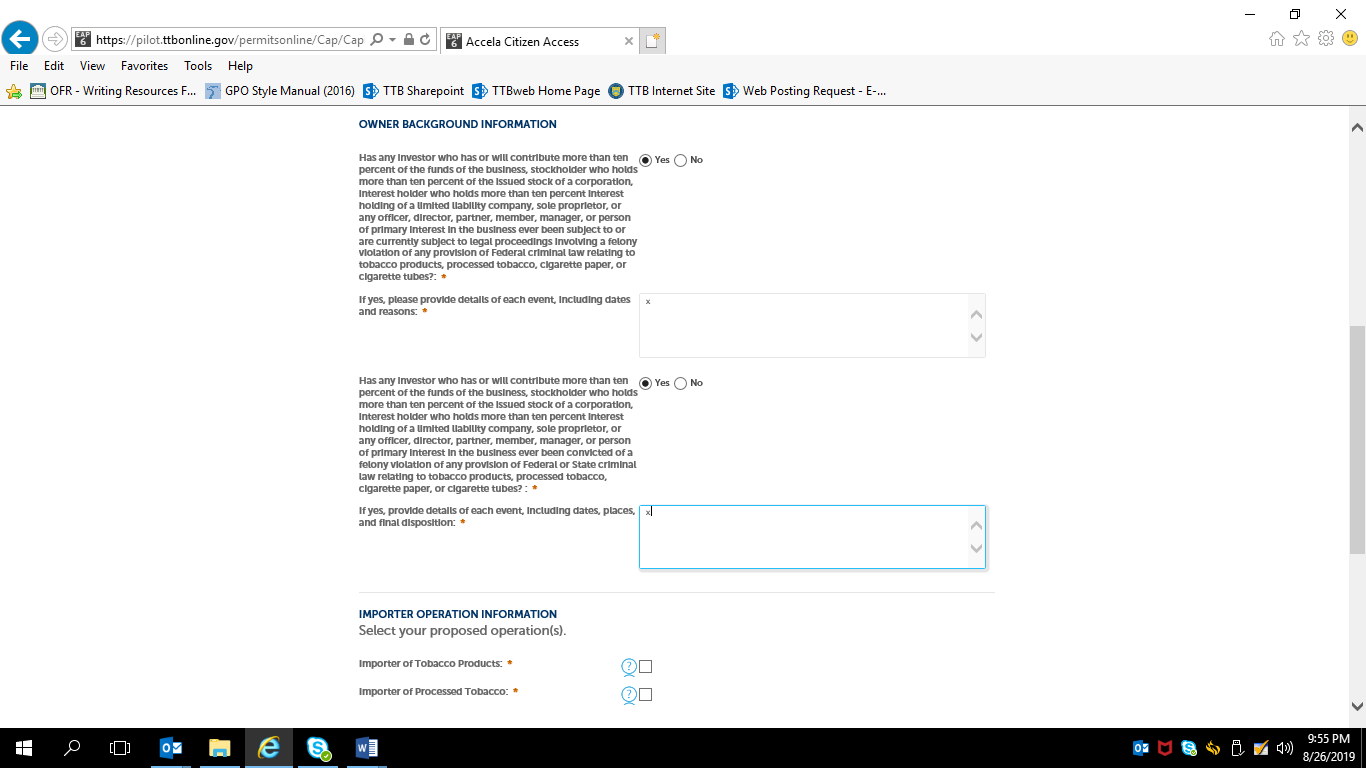 https://pilot.ttbonline.gov/permitsonline/Cap/Cap
Accela Citizen Access
File Edit View Favorites Tools Help
OFR - Writing Resources F... GPO Style Manual (2016) TTB Sharepoint TTBweb Home Page TTB Internet Site Web Posting Request - E-...
OWNER BACKGROUND INFORMATION
Has any investor who has or will contribute more than ten
percent of the funds of the business, stockholder who holds
more than ten percent of the issued stock of a corporation,
interest holder who holds more than ten percent interest
holding of a limited liability company, sole proprietor, or
any officer, director, partner, member, manager, or person
of primary interest in the business ever been subject to or
are currently subject to legal proceedings involving a felony
violation of any provision of Federal criminal law relating to
tobacco products, processed tobacco, cigarette paper, or
cigarette tubes?: *
Yes No
If yes, please provide details of each event, including dates
and reasons: *
x
Has any investor who has or will contribute more than ten
percent of the funds of the business, stockholder who holds
more than ten percent of the issued stock of a corporation,
interest holder who holds more than ten percent interest
holding of a limited liability company, sole proprietor, or
any officer, director, partner, member, manager, or person
of primary interest in the business ever been convicted of a
felony violation of any provision of Federal or State criminal
law relating to tobacco products, processed tobacco,
cigarette paper, or cigarette tubes? : *
Yes No
If yes, provide details of each event, including dates, places,
and final disposition: *
x
IMPORTER OPERATION INFORMATION
Select your proposed operation(s).
Importer of Tobacco Products: * ?
Importer of Processed Tobacco: * ?
9:55 PM
8/26/2019